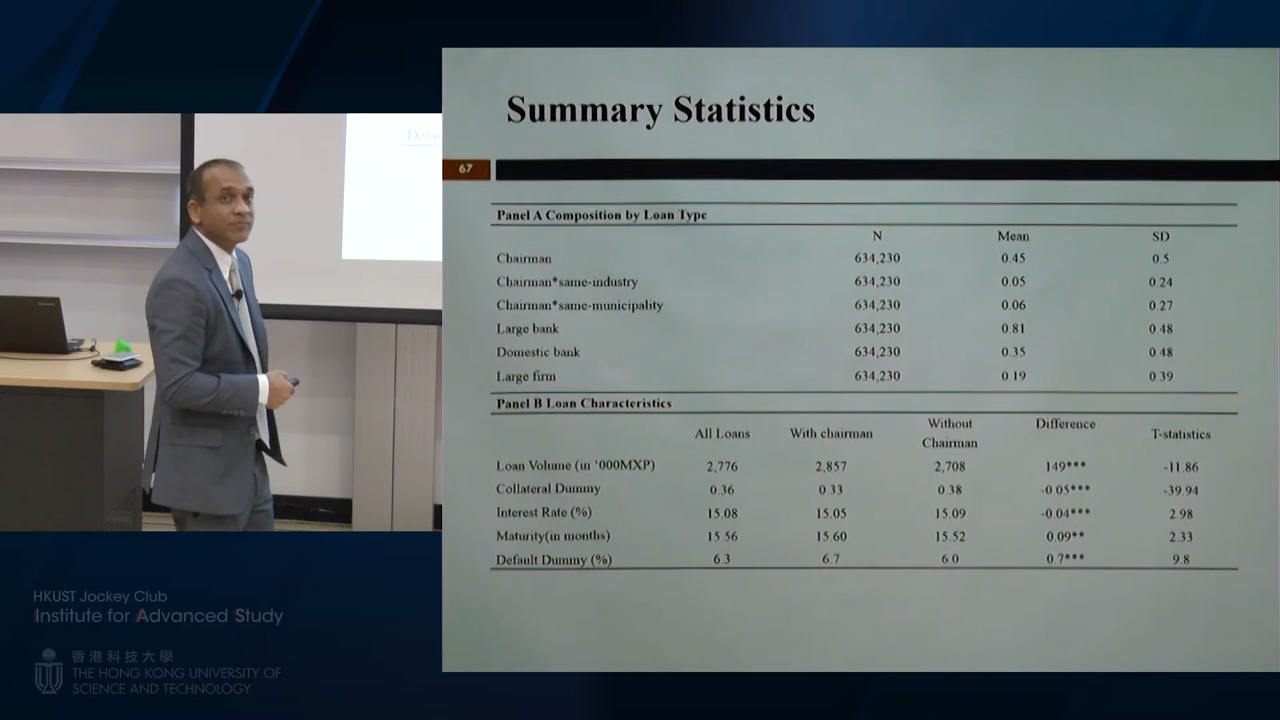 Summary Statistics
67
Panel A Composition by Loan Type
N Mean SD
Chairman 634,230 0.45 0.5
Chairman*same-industry 634,230 0.05 0.24
Chairman*same-municipality 634,230 0.06 0.27
Large bank 634,230 0.81 0.48
Domestic bank 634,230 0.35 0.48
Large firm 634,230 0.19 0.39
Panel B Loan Characteristics
All Loans With chairman Without Chairman Difference T-statistics
Loan Volume (in '000MXP) 2,776 2,857 2,708 149*** -11.86
Collateral Dummy 0.36 0.33 0.38 -0.05*** -39.94
Interest Rate (%) 15.08 15.05 15.09 -0.04*** 2.98
Maturity(in months) 15.56 15.60 15.52 0.09** 2.33
Default Dummy (%) 6.3 6.7 6.0 0.7*** 9.8
HKUST Jockey Club
Institute for Advanced Study
香港科技大學
THE HONG KONG UNIVERSITY OF
SCIENCE AND TECHNOLOGY